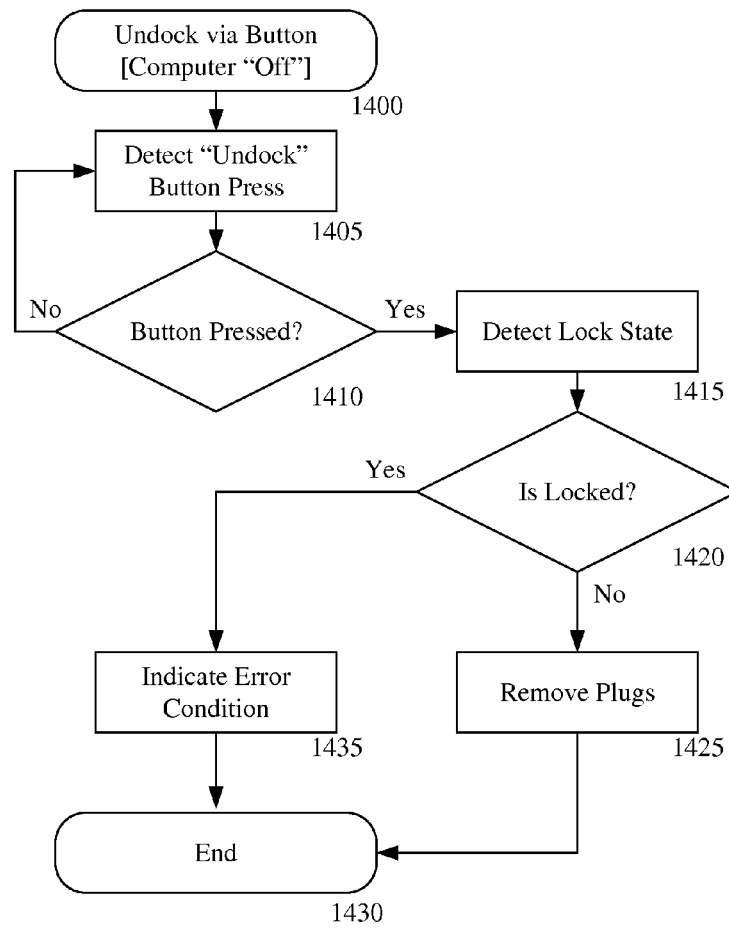 Undock via Button
[Computer “Off”]
1400
Detect “Undock”
Button Press
1405
No
Button Pressed?
Yes
1410
Detect Lock State
1415
Yes
Is Locked?
1420
No
Indicate Error
Condition
1435
Remove Plugs
1425
End
1430